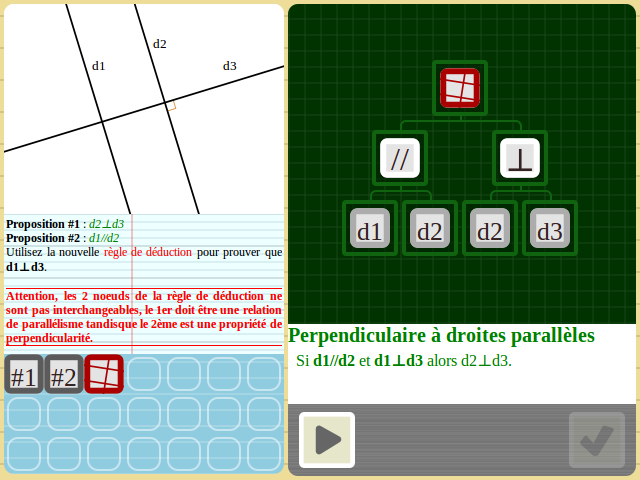 d1
d2
d3
Proposition #1 : d2⊥d3
Proposition #2 : d1//d2
Utilisez la nouvelle règle de déduction pour prouver que
d1⊥d3.
Attention, les 2 noeuds de la règle de déduction ne
sont pas interchangeables, le 1er doit être une relation
de parallélisme tandisque le 2ème est une propriété de
perpendicularité.
#1 #2
// ⊥
d1 d2 d2 d3
Perpendiculaire à droites parallèles
Si d1//d2 et d1⊥d3 alors d2⊥d3.